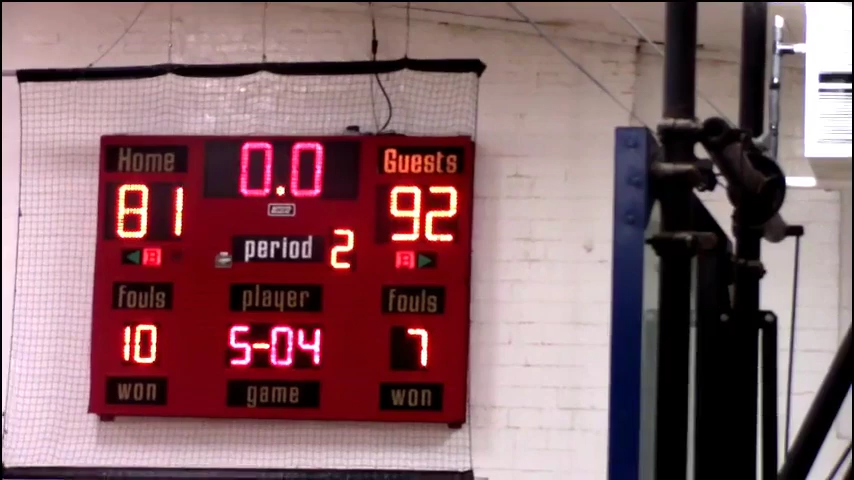 Home 0.0 Guests
81 92
period 2
B B
fouls player fouls
10 5-04 7
won game won